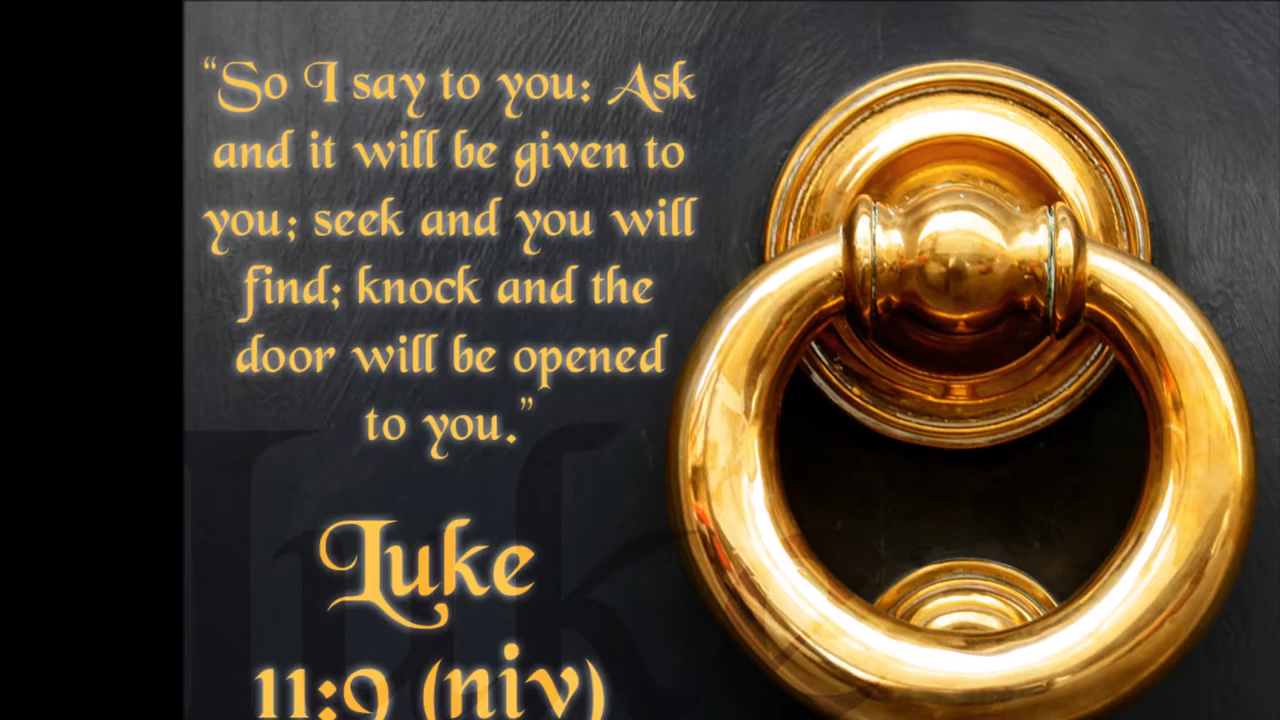 “So I say to you: Ask
and it will be given to
you; seek and you will
find; knock and the
door will be opened
to you.”
Luke
11:9 (niv)
Luke